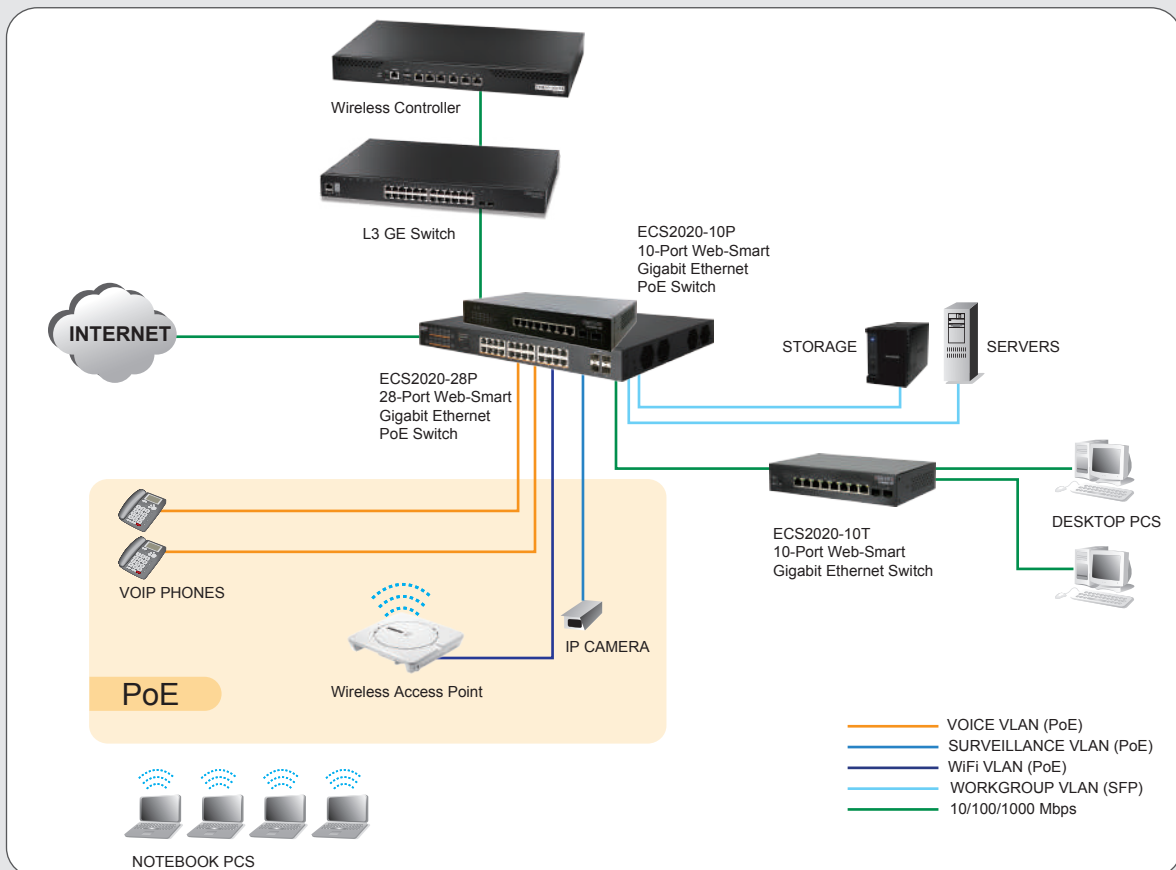 Wireless Controller
L3 GE Switch
ECS2020-10P
10-Port Web-Smart
Gigabit Ethernet
PoE Switch
INTERNET
STORAGE
SERVERS
ECS2020-28P
28-Port Web-Smart
Gigabit Ethernet
PoE Switch
DESKTOP PCS
ECS2020-10T
10-Port Web-Smart
Gigabit Ethernet Switch
VOIP PHONES
IP CAMERA
Wireless Access Point
PoE
VOICE VLAN (PoE)
SURVEILLANCE VLAN (PoE)
WiFi VLAN (PoE)
WORKGROUP VLAN (SFP)
10/100/1000 Mbps
NOTEBOOK PCS